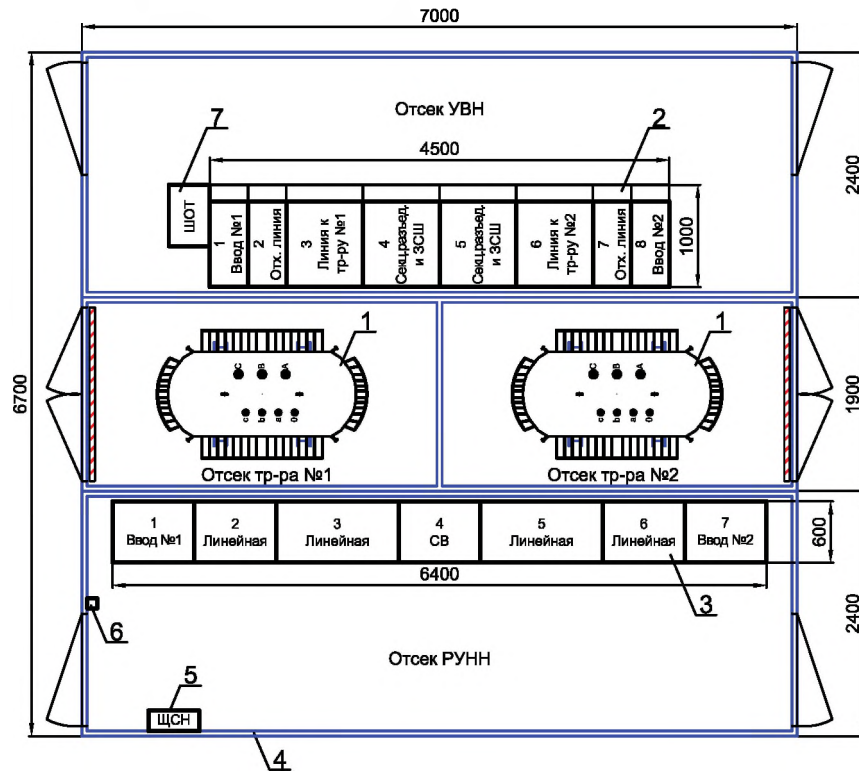 7000
Отсек УВН
7
2
4500
2400
ШОТ
1
Ввод №1
2
Отх. линия
3
Линия к
тр-ру №1
4
Секц.разъед.
и ЗСШ
5
Секц.разъед.
и ЗСШ
6
Линия к
тр-ру №2
7
Отх. линия
8
Ввод №2
1000
6700
1
1
C
B
A
c
b
a
0
C
B
A
c
b
a
0
1900
Отсек тр-ра №1
Отсек тр-ра №2
1
Ввод №1
2
Линейная
3
Линейная
4
СВ
5
Линейная
6
Линейная
7
Ввод №2
600
6400
3
2400
6
Отсек РУНН
5
ЩСН
4